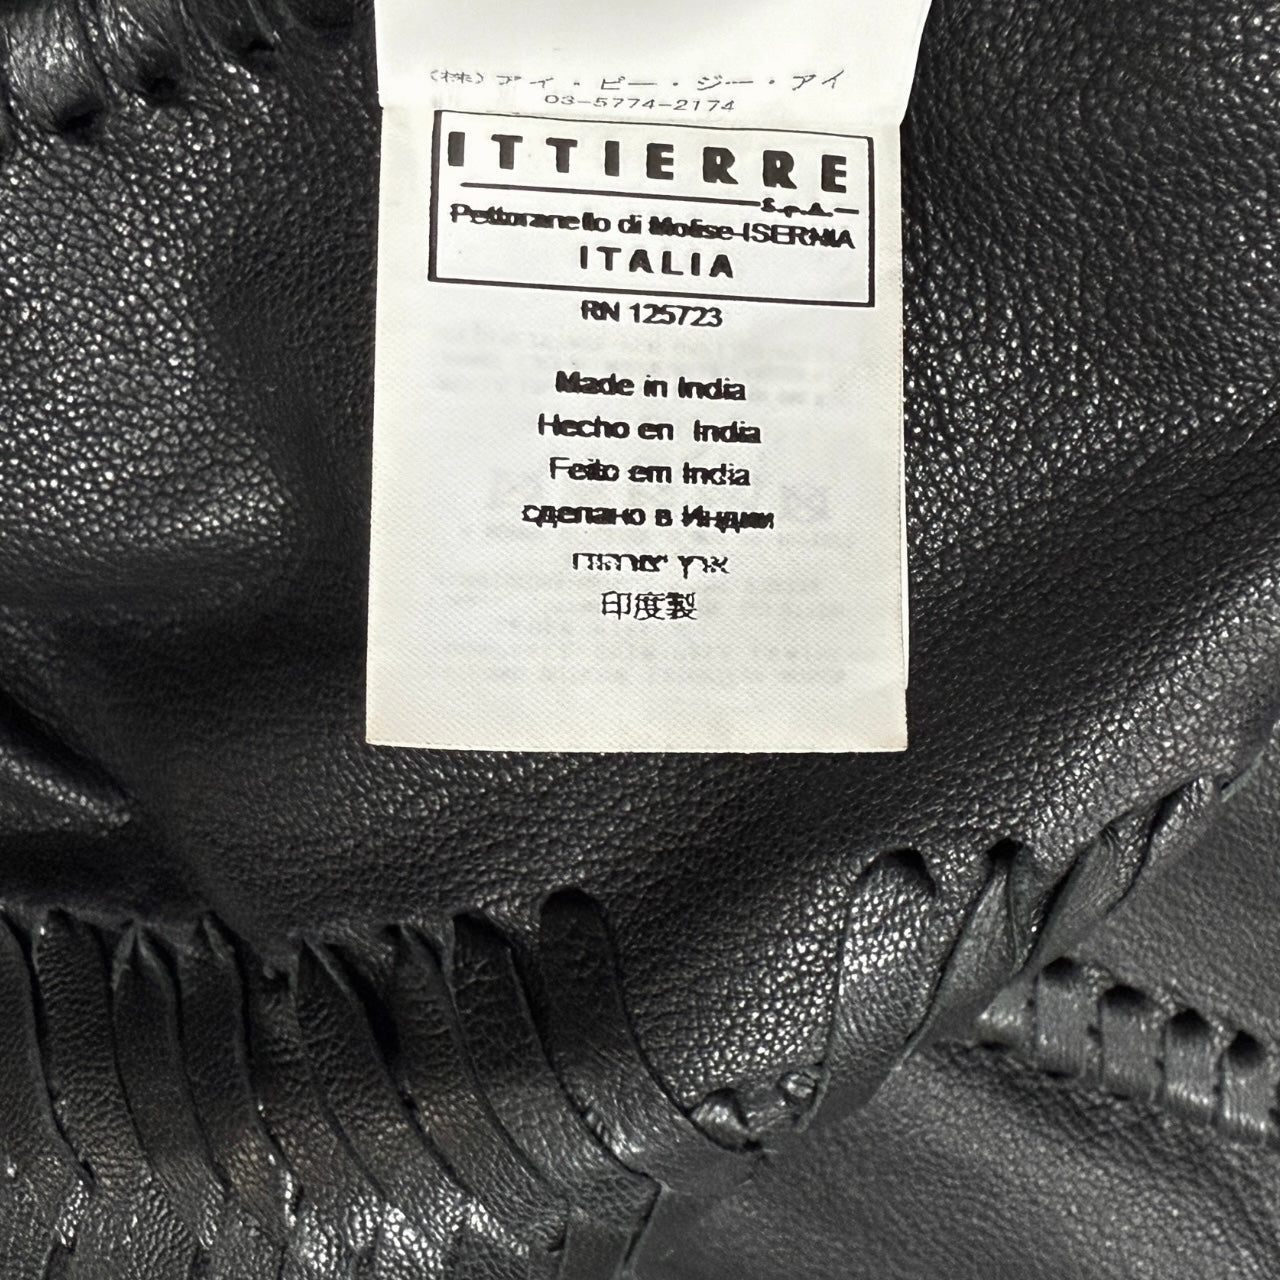 (株) アイ・ピー・ジー・アイ
03-5774-2174
ITTIERRE
S.p.A.
Pettoranello di Molise-ISERNIA
ITALIA
RN 125723
Made in India
Hecho en India
Feito em India
сделано в Индии
ארץ
印度製